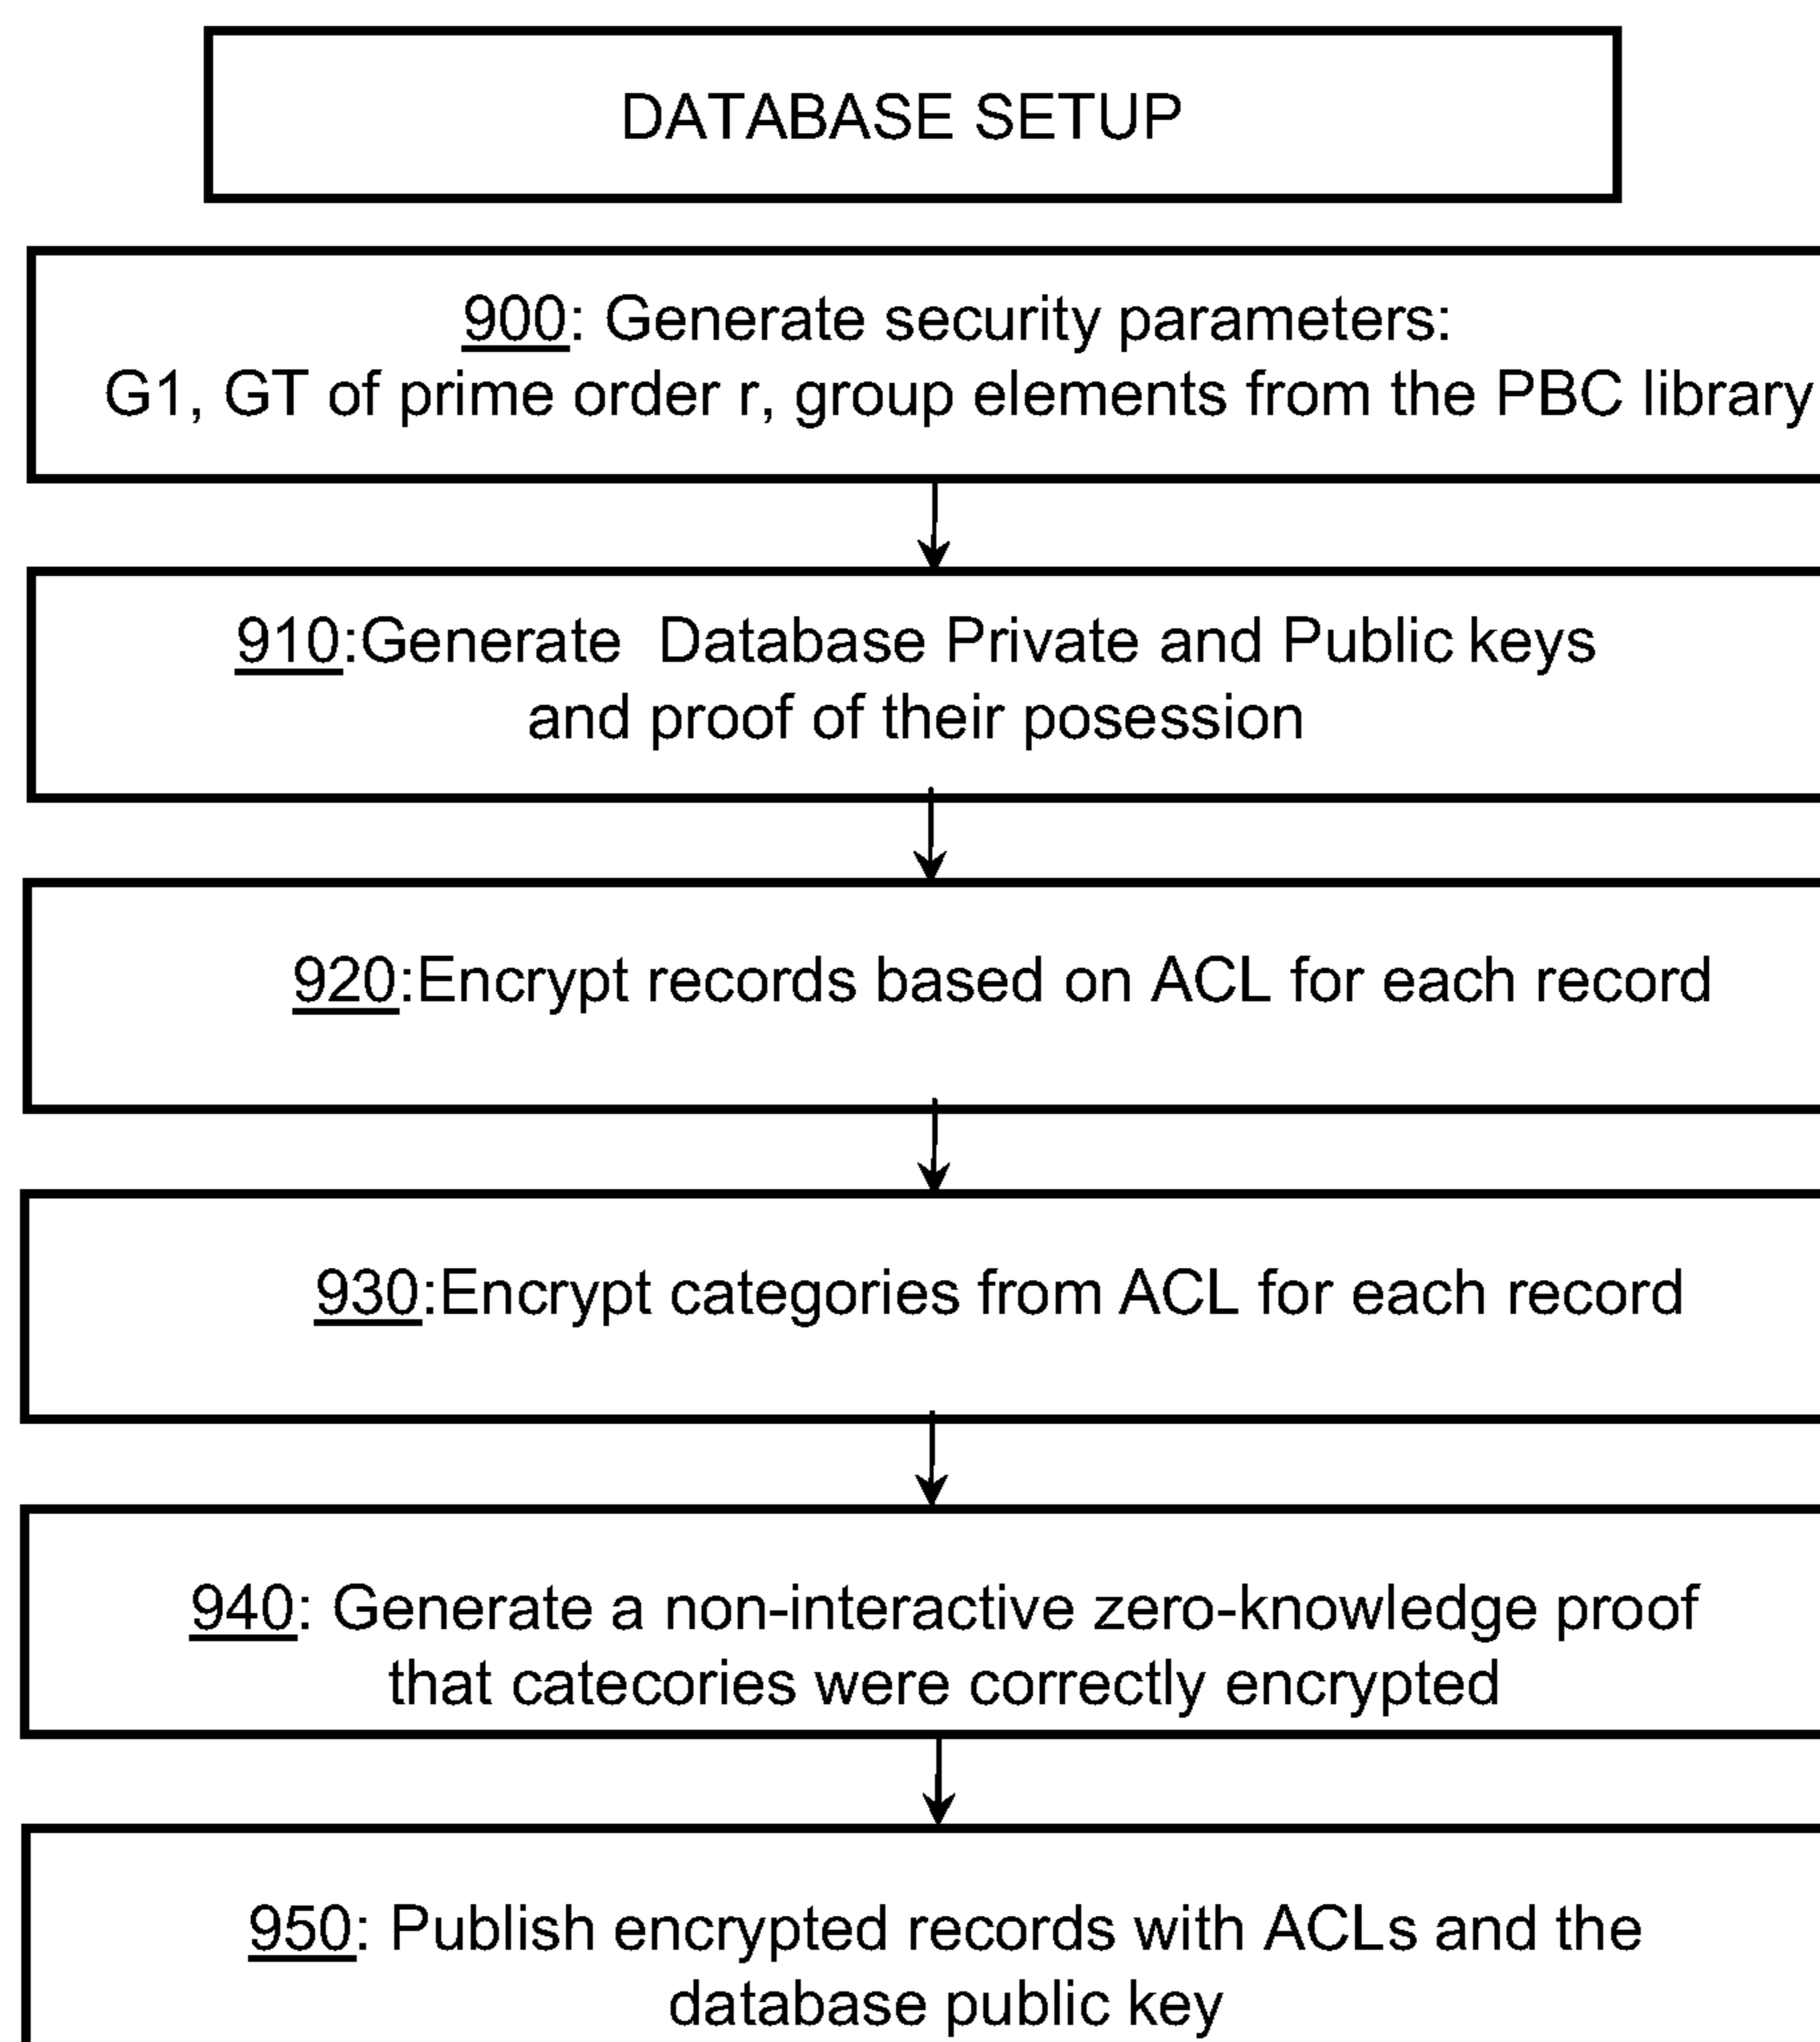 DATABASE SETUP
900: Generate security parameters:
G1, GT of prime order r, group elements from the PBC library
910:Generate Database Private and Public keys
and proof of their posession
920:Encrypt records based on ACL for each record
930:Encrypt categories from ACL for each record
940: Generate a non-interactive zero-knowledge proof
that catecories were correctly encrypted
950: Publish encrypted records with ACLs and the
database public key